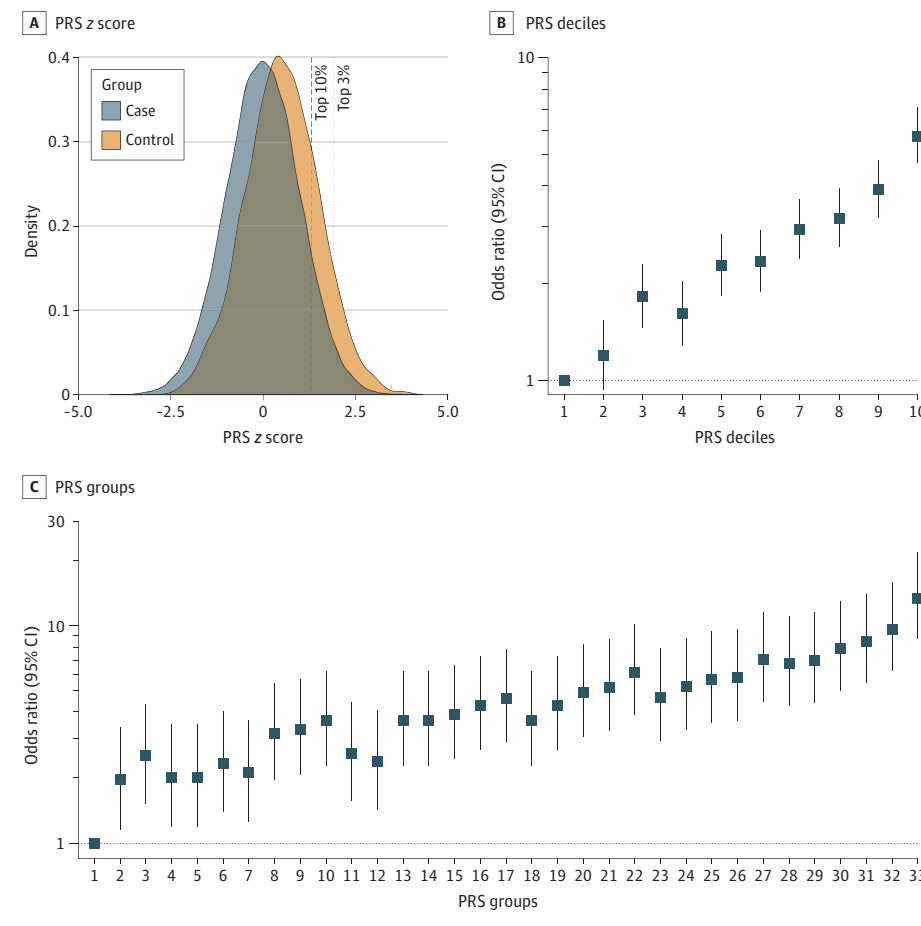 A PRS z score
0.4
0.3
0.2
0.1
0
Density
Group
Case
Control
Top 10%
Top 3%
-5.0 -2.5 0 2.5 5.0
PRS z score
B PRS deciles
10
1
Odds ratio (95% CI)
1 2 3 4 5 6 7 8 9 10
PRS deciles
C PRS groups
30
10
1
Odds ratio (95% CI)
1 2 3 4 5 6 7 8 9 10 11 12 13 14 15 16 17 18 19 20 21 22 23 24 25 26 27 28 29 30 31 32 33
PRS groups